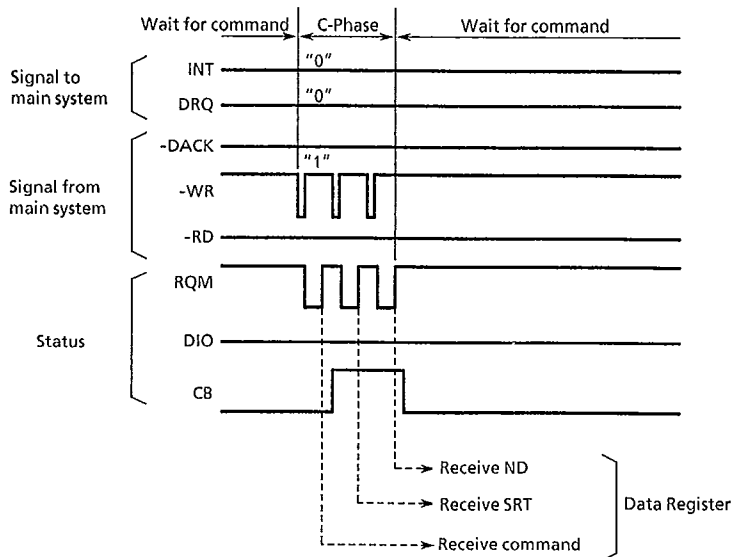 Wait for command
C-Phase
Wait for command
Signal to
main system
INT
"0"
DRQ
"0"
Signal from
main system
-DACK
"1"
-WR
-RD
Status
RQM
DIO
CB
Receive ND
Receive SRT
Receive command
Data Register